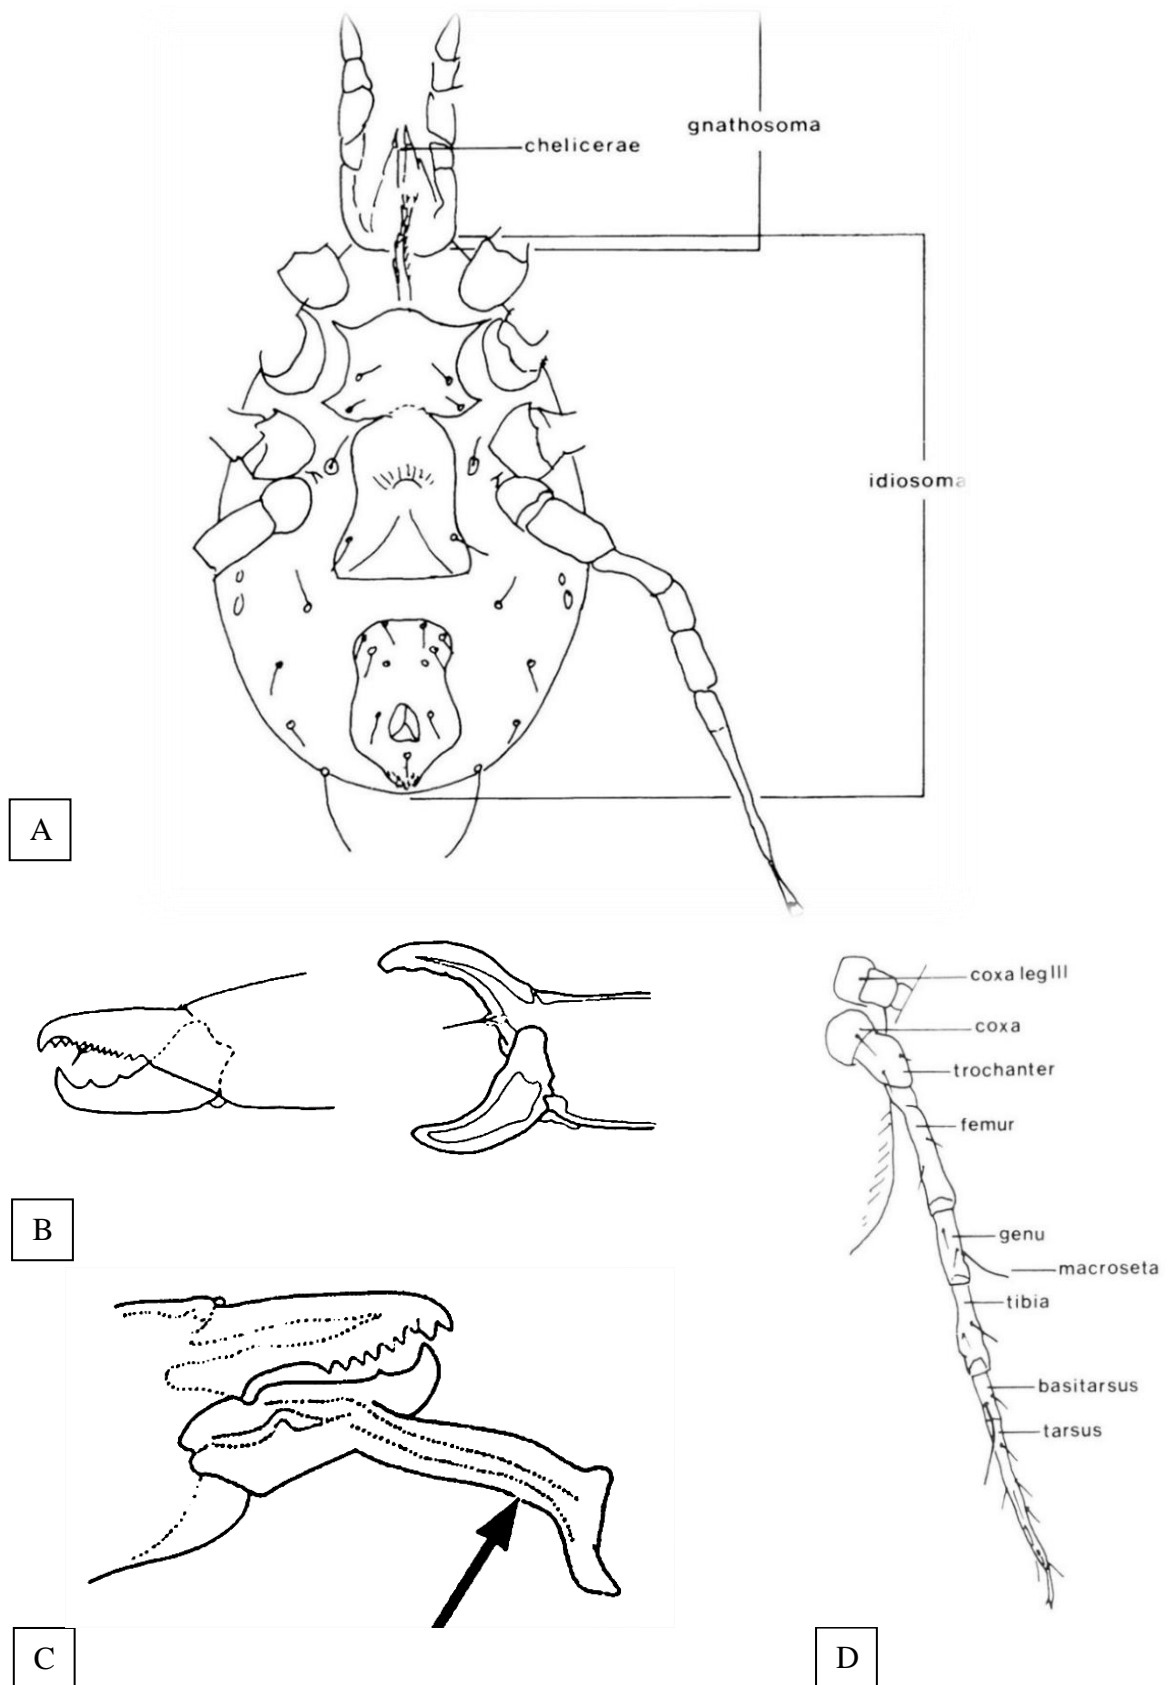 gnathosoma
chelicerae
idiosoma
A
B
coxa leg III
coxa
trochanter
femur
genu
macroseta
tibia
basitarsus
tarsus
C
D